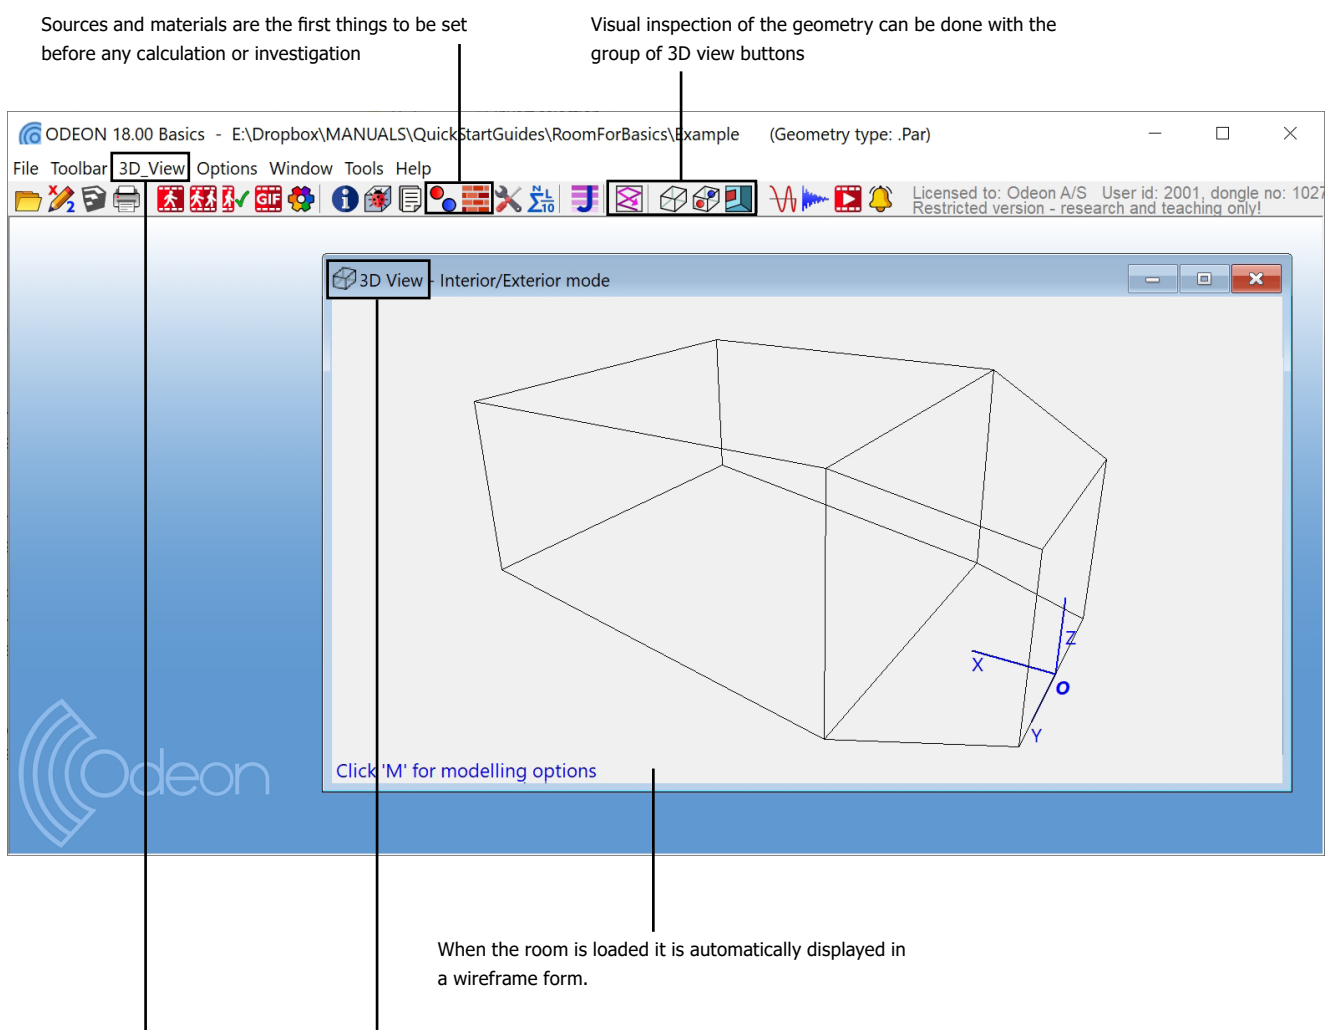 Sources and materials are the first things to be set
before any calculation or investigation
Visual inspection of the geometry can be done with the
group of 3D view buttons
ODEON 18.00 Basics - E:\Dropbox\MANUALS\QuickStartGuides\RoomForBasics\Example (Geometry type: .Par)
File Toolbar 3D_View Options Window Tools Help
X
2
GIF
N L
Σ10
J
Licensed to: Odeon A/S User id: 2001, dongle no: 1027
Restricted version - research and teaching only!
3D View - Interior/Exterior mode
Z
X
O
Y
Click 'M' for modelling options
Odeon
When the room is loaded it is automatically displayed in
a wireframe form.